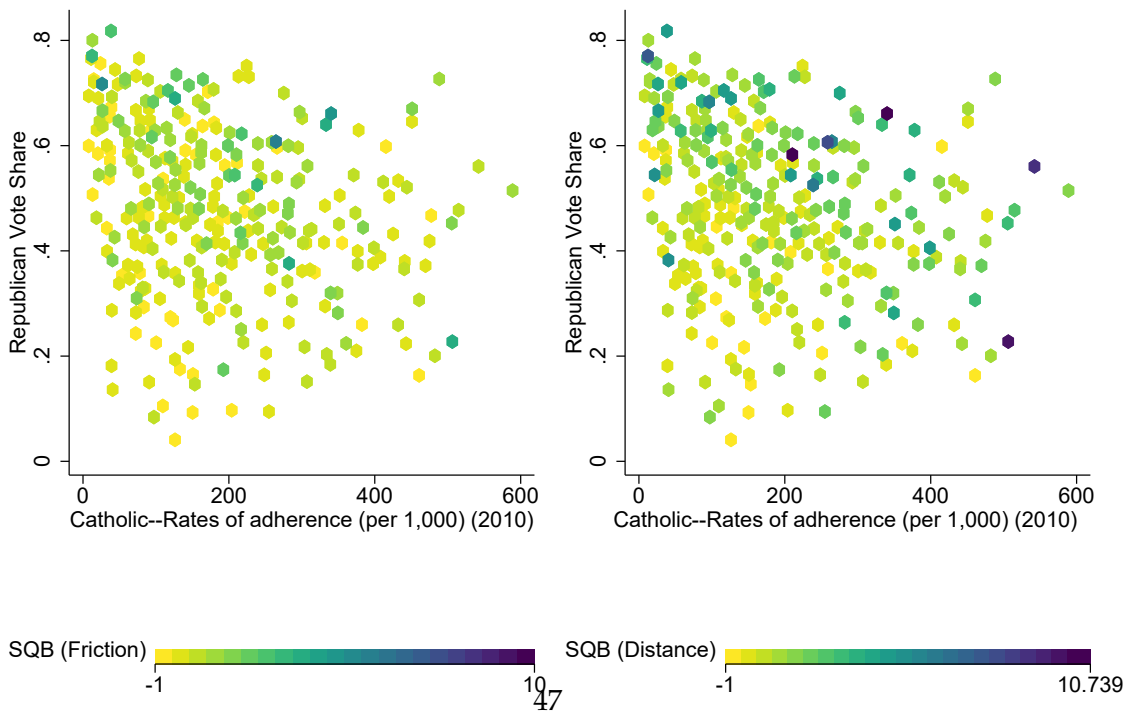 .8
.6
.4
.2
0
Republican Vote Share
0 200 400 600
Catholic--Rates of adherence (per 1,000) (2010)
.8
.6
.4
.2
0
Republican Vote Share
0 200 400 600
Catholic--Rates of adherence (per 1,000) (2010)
SQB (Friction)
-1 10
SQB (Distance)
-1 10.739
47